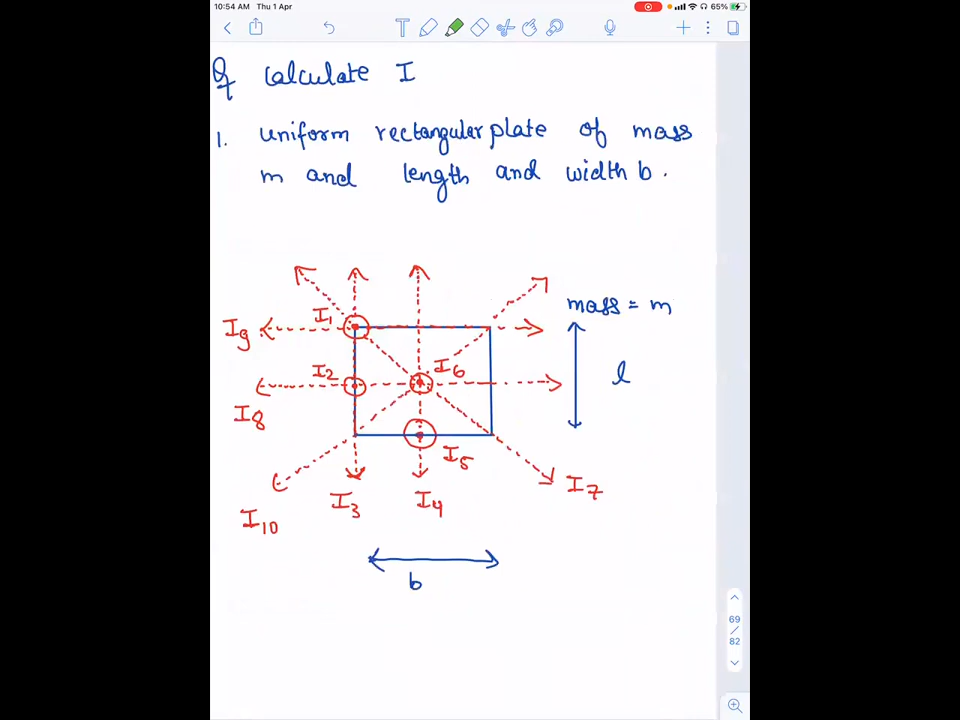 10:54 AM Thu 1 Apr
65%
Q calculate I
1. uniform rectangular plate of mass
m and length and width b.
mass = m
I1
I9
I2
I6
l
I8
I5
I7
I3
I4
I10
b
69
/
82